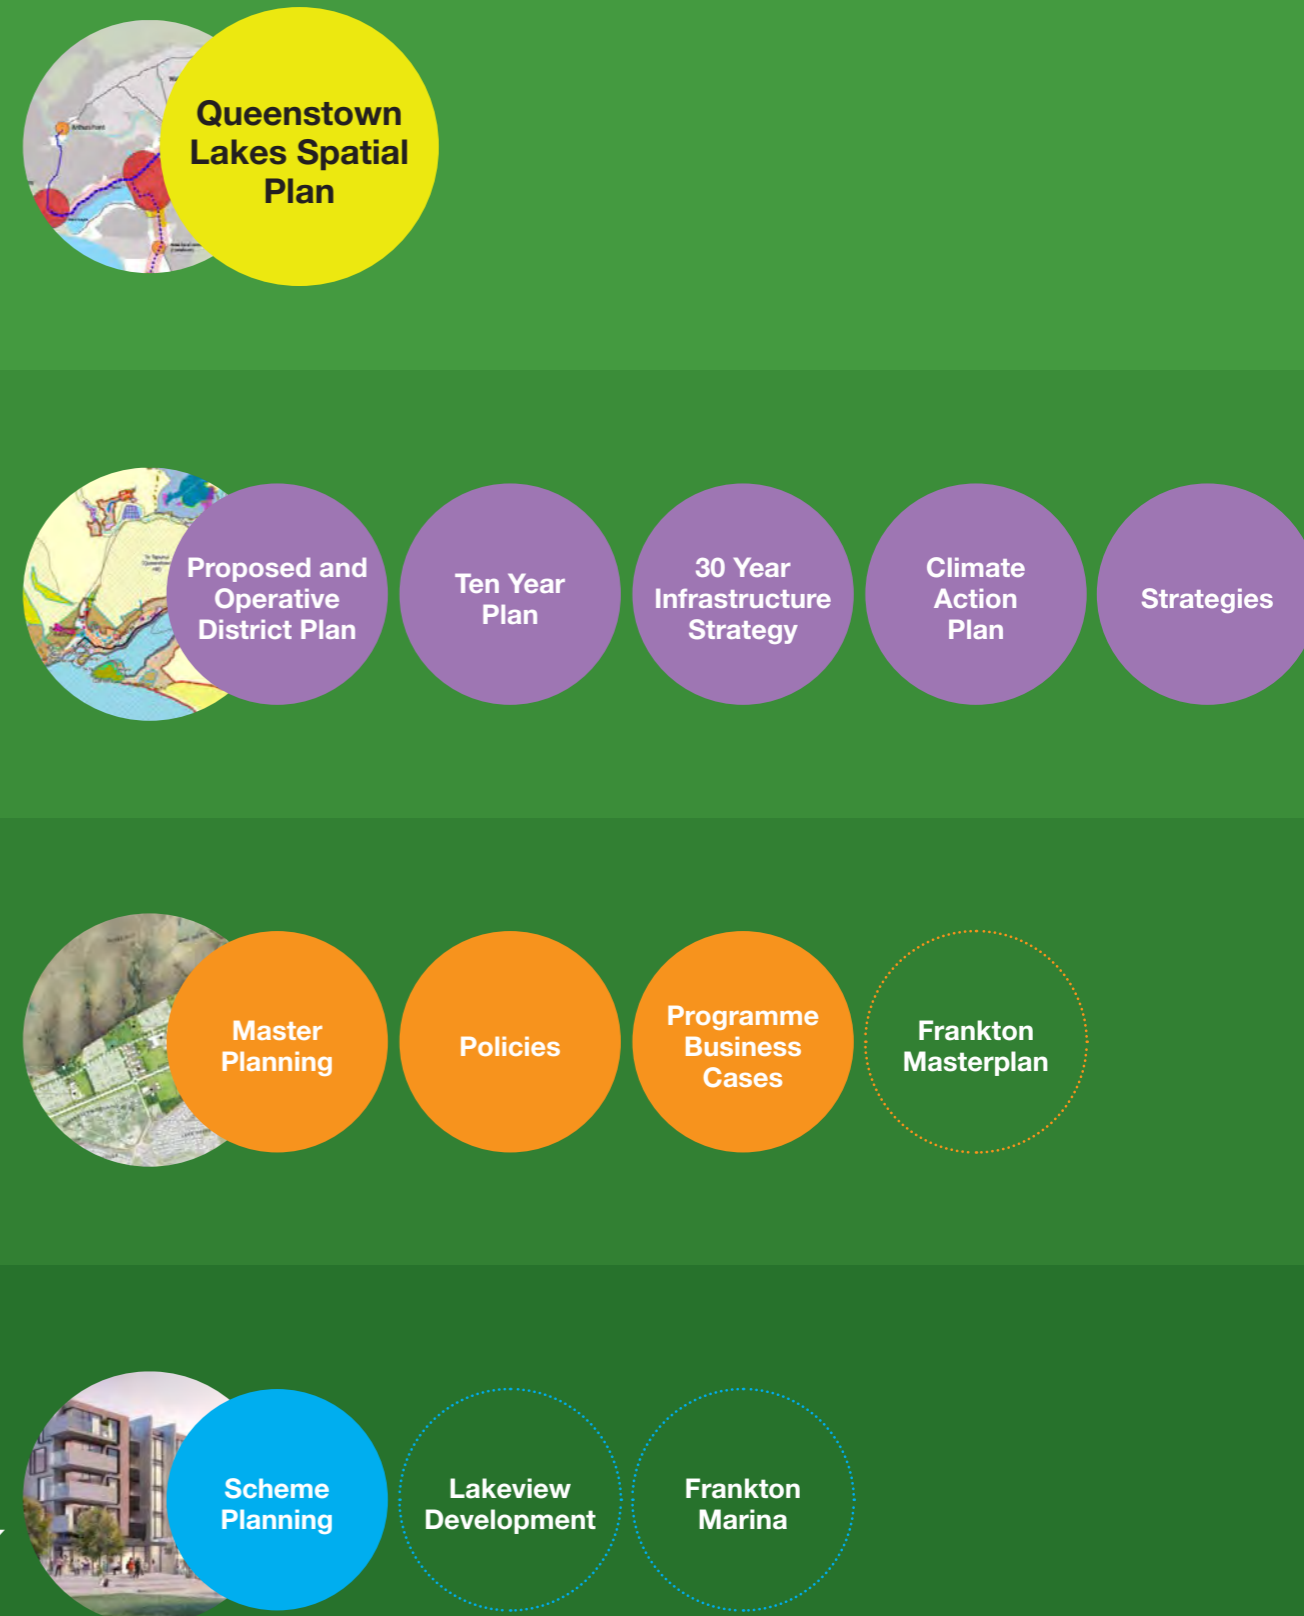 Queenstown
Lakes Spatial
Plan
Proposed and
Operative
District Plan
Ten Year
Plan
30 Year
Infrastructure
Strategy
Climate
Action
Plan
Strategies
Master
Planning
Policies
Programme
Business
Cases
Frankton
Masterplan
Scheme
Planning
Lakeview
Development
Frankton
Marina